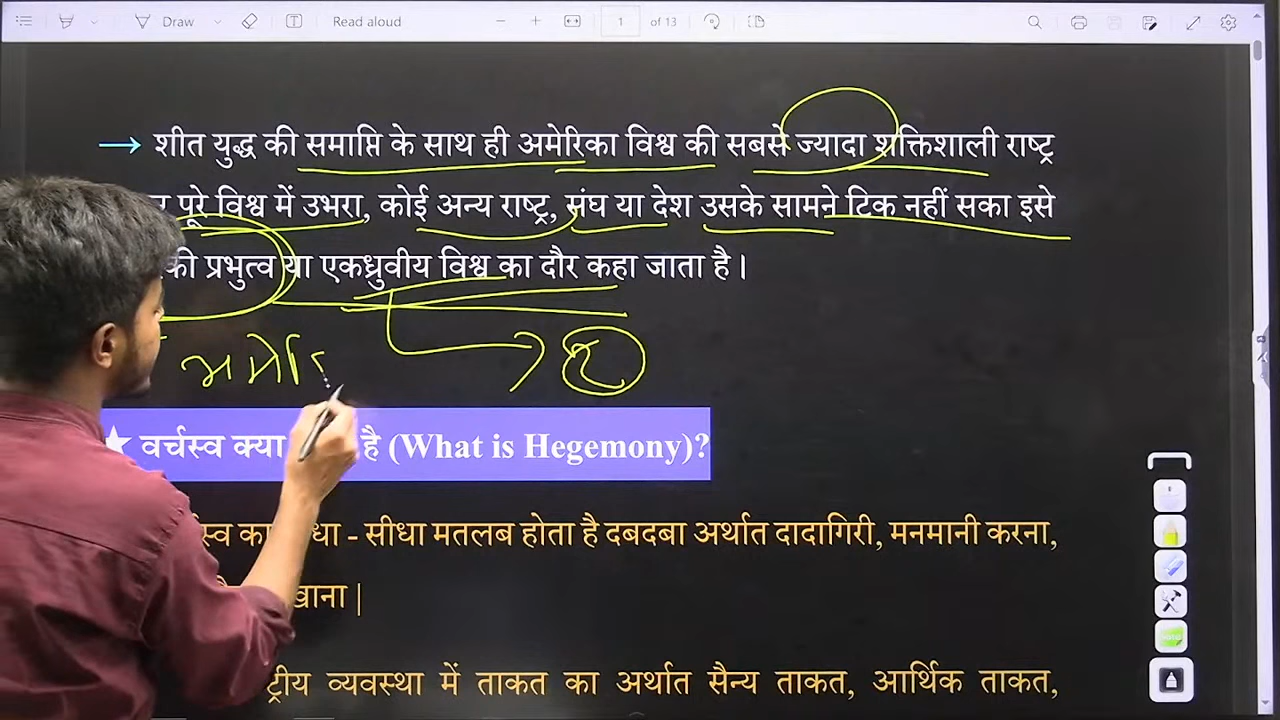 Draw
Read aloud
1
of 13
→ शीत युद्ध की समाप्ति के साथ ही अमेरिका विश्व की सबसे ज्यादा शक्तिशाली राष्ट्र
पूरे विश्व में उभरा, कोई अन्य राष्ट्र, संघ या देश उसके सामने टिक नहीं सका इसे
की प्रभुत्व या एकध्रुवीय विश्व का दौर कहा जाता है।
★ वर्चस्व क्या है (What is Hegemony)?
का - सीधा मतलब होता है दबदबा अर्थात दादागिरी, मनमानी करना,
व्यवस्था में ताकत का अर्थात सैन्य ताकत, आर्थिक ताकत,